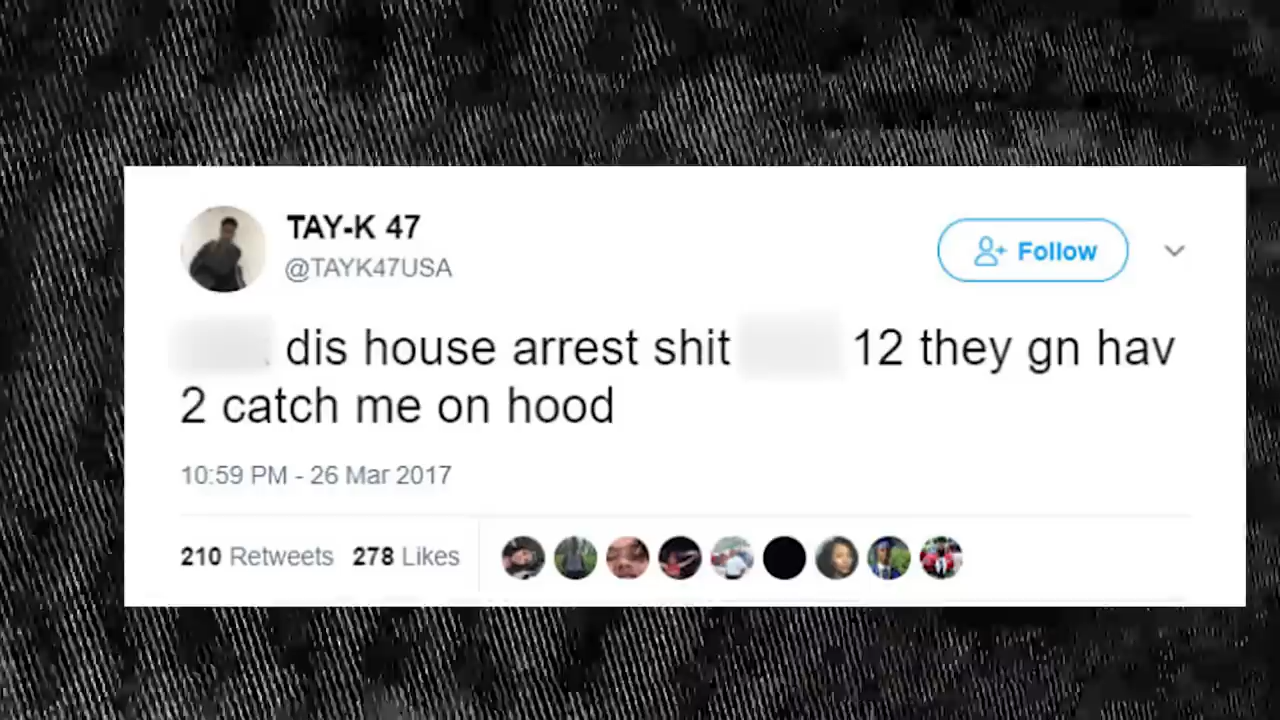 TAY-K 47
@TAYK47USA
Follow
dis house arrest shit 12 they gn hav
2 catch me on hood
10:59 PM - 26 Mar 2017
210 Retweets 278 Likes